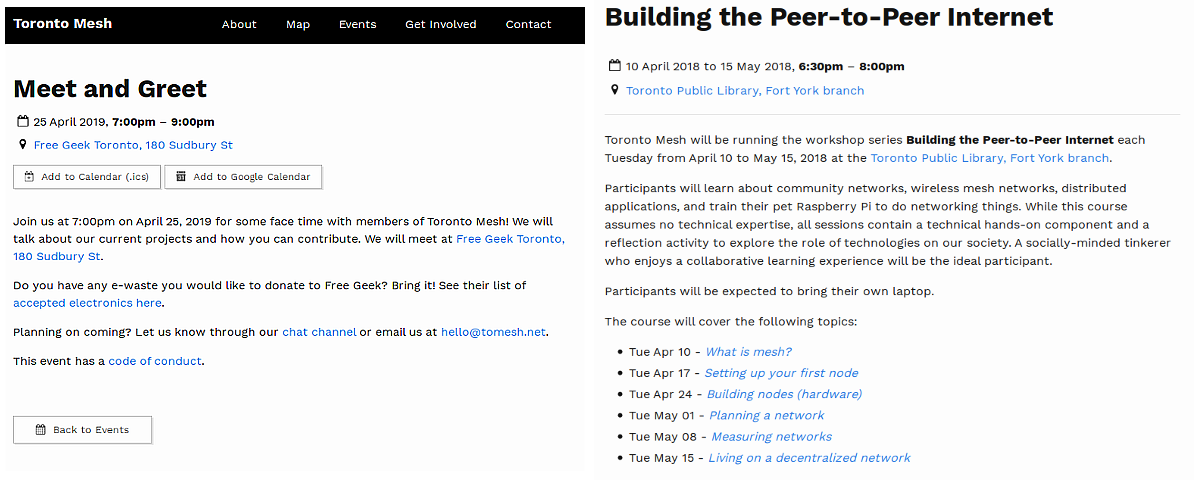 Toronto Mesh About Map Events Get Involved Contact
Meet and Greet
25 April 2019, 7:00pm – 9:00pm
Free Geek Toronto, 180 Sudbury St
Add to Calendar (.ics) Add to Google Calendar
Join us at 7:00pm on April 25, 2019 for some face time with members of Toronto Mesh! We will
talk about our current projects and how you can contribute. We will meet at Free Geek Toronto,
180 Sudbury St.
Do you have any e-waste you would like to donate to Free Geek? Bring it! See their list of
accepted electronics here.
Planning on coming? Let us know through our chat channel or email us at hello@tomesh.net.
This event has a code of conduct.
Back to Events
Building the Peer-to-Peer Internet
10 April 2018 to 15 May 2018, 6:30pm – 8:00pm
Toronto Public Library, Fort York branch
Toronto Mesh will be running the workshop series Building the Peer-to-Peer Internet each
Tuesday from April 10 to May 15, 2018 at the Toronto Public Library, Fort York branch.
Participants will learn about community networks, wireless mesh networks, distributed
applications, and train their pet Raspberry Pi to do networking things. While this course
assumes no technical expertise, all sessions contain a technical hands-on component and a
reflection activity to explore the role of technologies on our society. A socially-minded tinkerer
who enjoys a collaborative learning experience will be the ideal participant.
Participants will be expected to bring their own laptop.
The course will cover the following topics:
• Tue Apr 10 - What is mesh?
• Tue Apr 17 - Setting up your first node
• Tue Apr 24 - Building nodes (hardware)
• Tue May 01 - Planning a network
• Tue May 08 - Measuring networks
• Tue May 15 - Living on a decentralized network